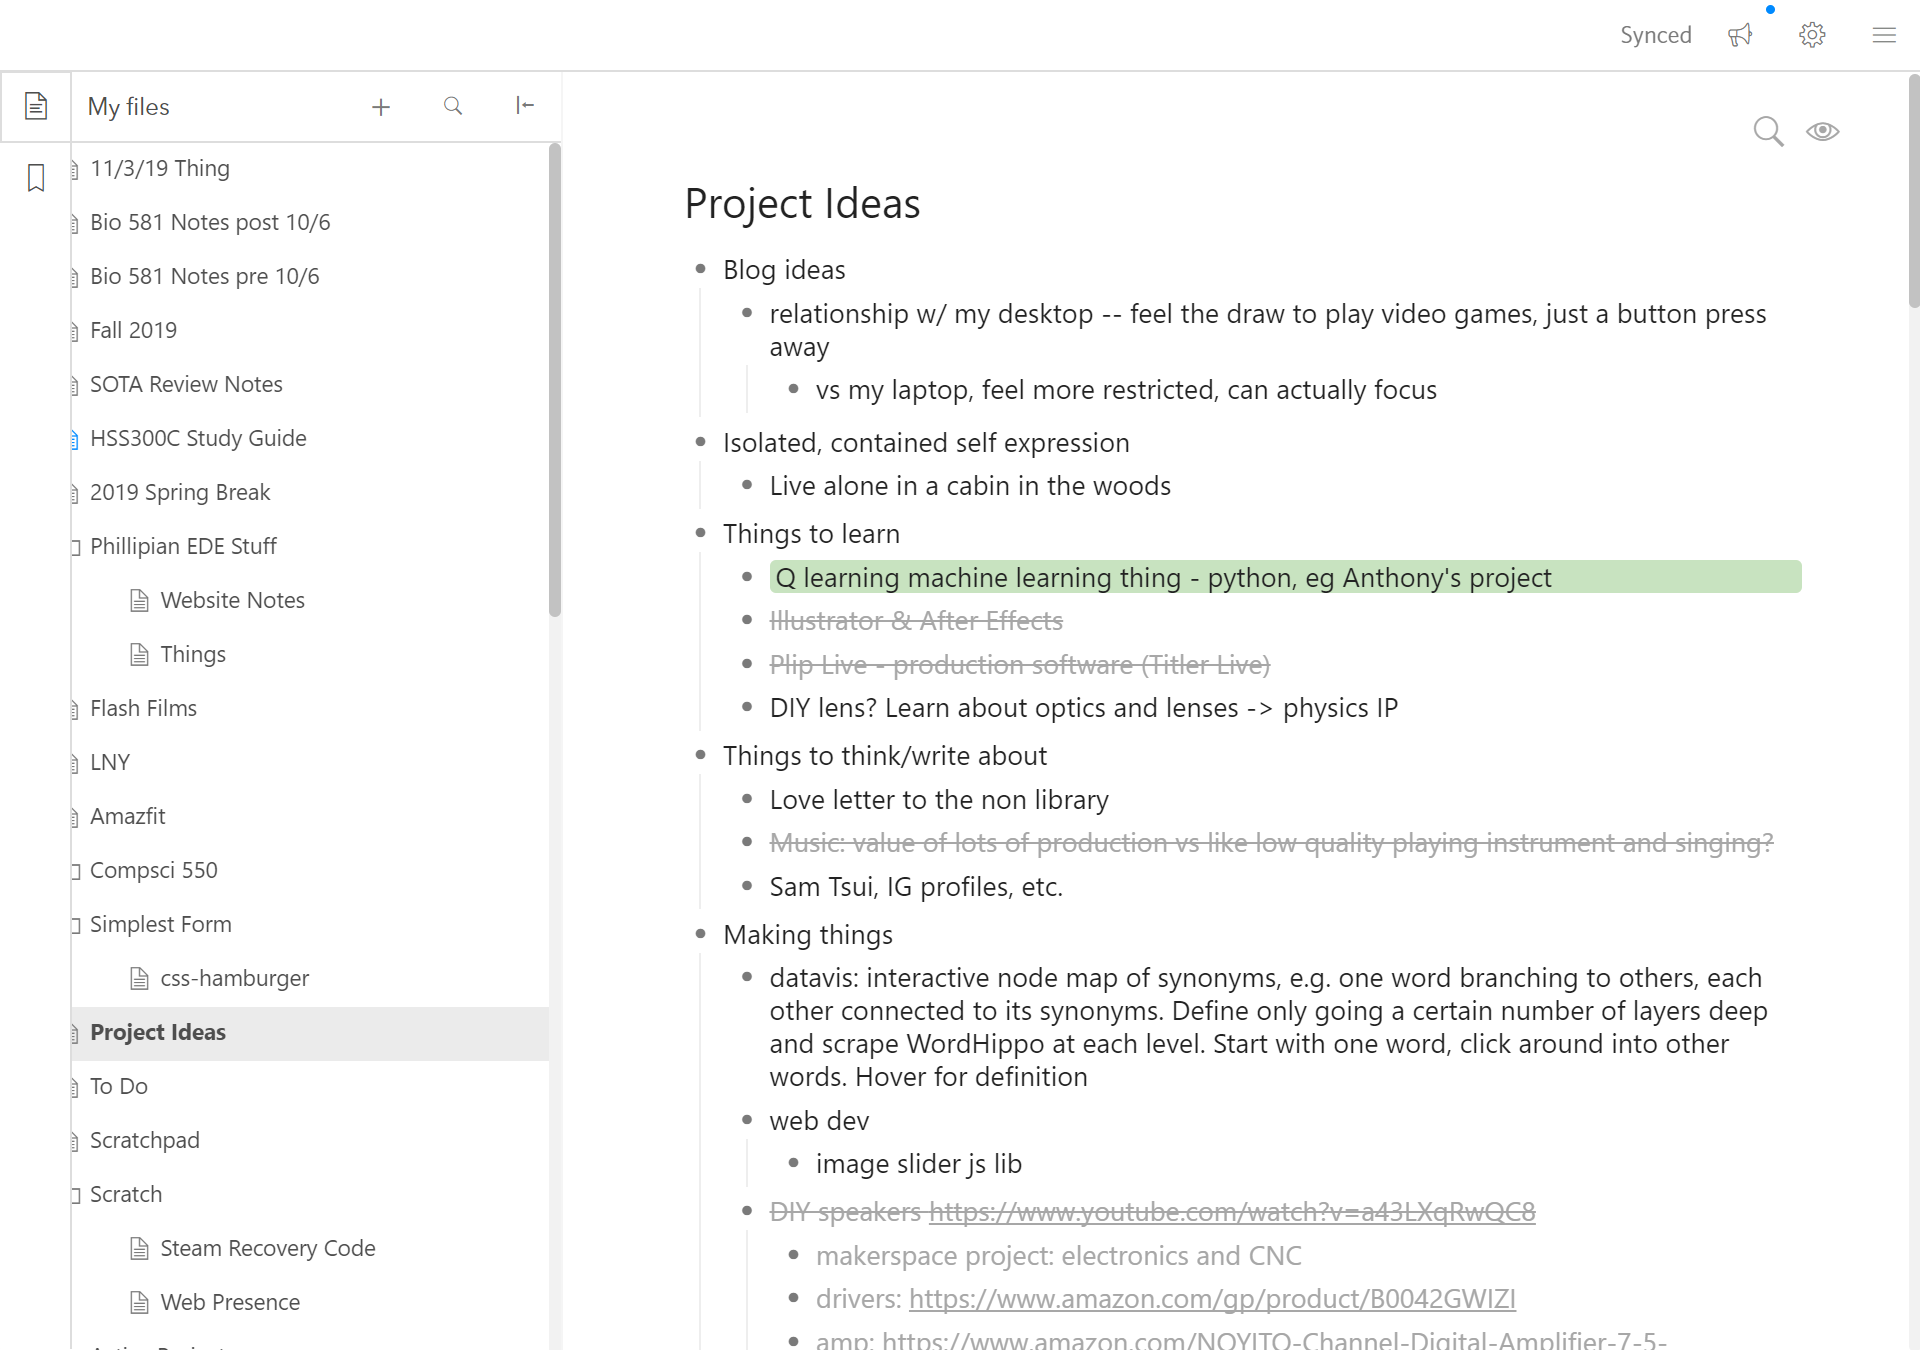 Synced
My files
11/3/19 Thing
Bio 581 Notes post 10/6
Bio 581 Notes pre 10/6
Fall 2019
SOTA Review Notes
HSS300C Study Guide
2019 Spring Break
Phillipian EDE Stuff
Website Notes
Things
Flash Films
LNY
Amazfit
Compsci 550
Simplest Form
css-hamburger
Project Ideas
To Do
Scratchpad
Scratch
Steam Recovery Code
Web Presence
Project Ideas
Blog ideas
relationship w/ my desktop -- feel the draw to play video games, just a button press
away
vs my laptop, feel more restricted, can actually focus
Isolated, contained self expression
Live alone in a cabin in the woods
Things to learn
Q learning machine learning thing - python, eg Anthony's project
Illustrator & After Effects
Plip Live - production software (Titler Live)
DIY lens? Learn about optics and lenses -> physics IP
Things to think/write about
Love letter to the non library
Music: value of lots of production vs like low quality playing instrument and singing?
Sam Tsui, IG profiles, etc.
Making things
datavis: interactive node map of synonyms, e.g. one word branching to others, each
other connected to its synonyms. Define only going a certain number of layers deep
and scrape WordHippo at each level. Start with one word, click around into other
words. Hover for definition
web dev
image slider js lib
DIY speakers https://www.youtube.com/watch?v=a43LXqRwQC8
makerspace project: electronics and CNC
drivers: https://www.amazon.com/gp/product/B0042GWIZI
amp: https://www.amazon.com/NOYITO-Channel-Digital-Amplifier-7-5-